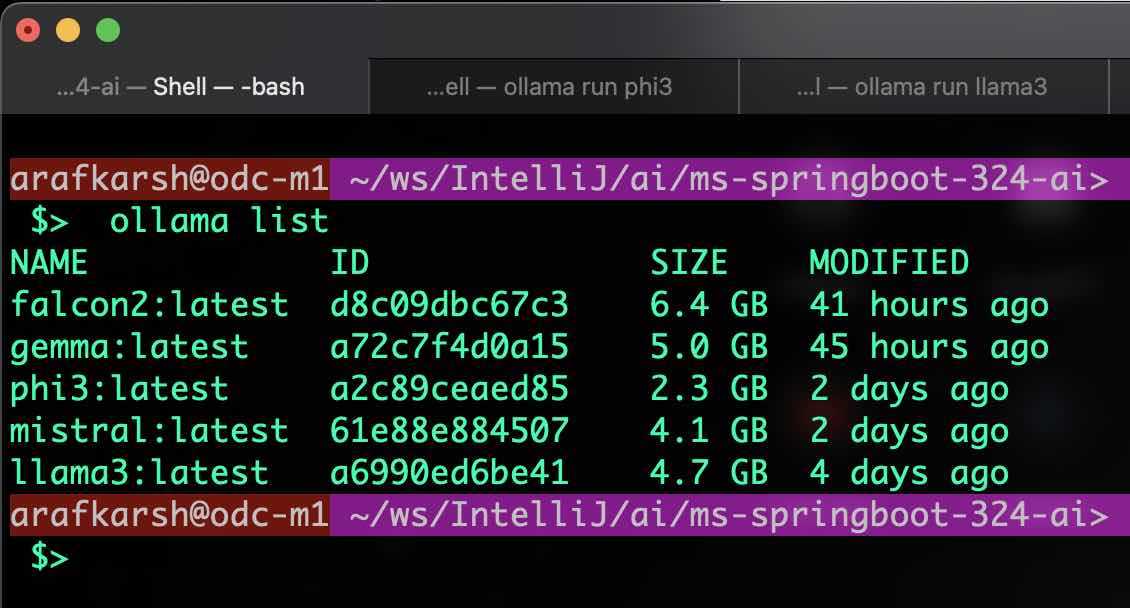 ...4-ai — Shell — -bash
...ell — ollama run phi3
...l — ollama run llama3
arafkarsh@odc-m1 ~/ws/IntelliJ/ai/ms-springboot-324-ai>
$> ollama list
NAME ID SIZE MODIFIED
falcon2:latest d8c09dbc67c3 6.4 GB 41 hours ago
gemma:latest a72c7f4d0a15 5.0 GB 45 hours ago
phi3:latest a2c89ceaed85 2.3 GB 2 days ago
mistral:latest 61e88e884507 4.1 GB 2 days ago
llama3:latest a6990ed6be41 4.7 GB 4 days ago
arafkarsh@odc-m1 ~/ws/IntelliJ/ai/ms-springboot-324-ai>
$>